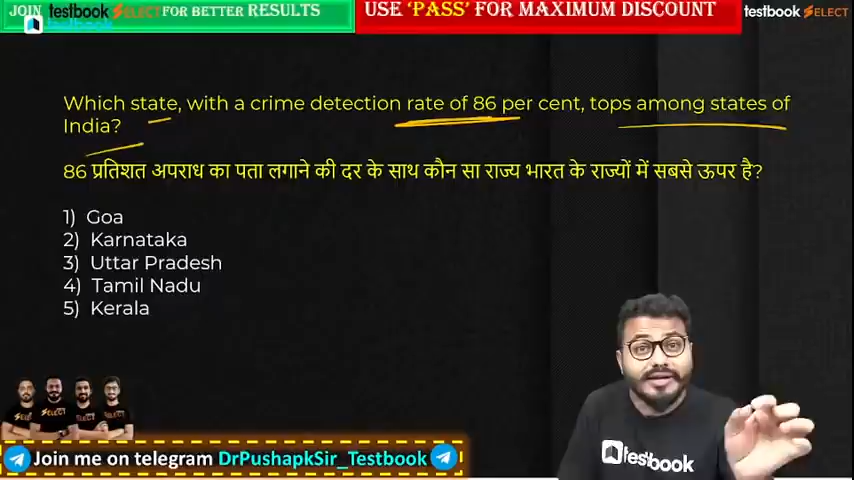 JOIN testbook SELECT FOR BETTER RESULTS
testbook
USE 'PASS' FOR MAXIMUM DISCOUNT
testbook SELECT
Which state, with a crime detection rate of 86 per cent, tops among states of
India?
86 प्रतिशत अपराध का पता लगाने की दर के साथ कौन सा राज्य भारत के राज्यों में सबसे ऊपर है?
1) Goa
2) Karnataka
3) Uttar Pradesh
4) Tamil Nadu
5) Kerala
SELECT
testbook
Join me on telegram DrPushapkSir_Testbook